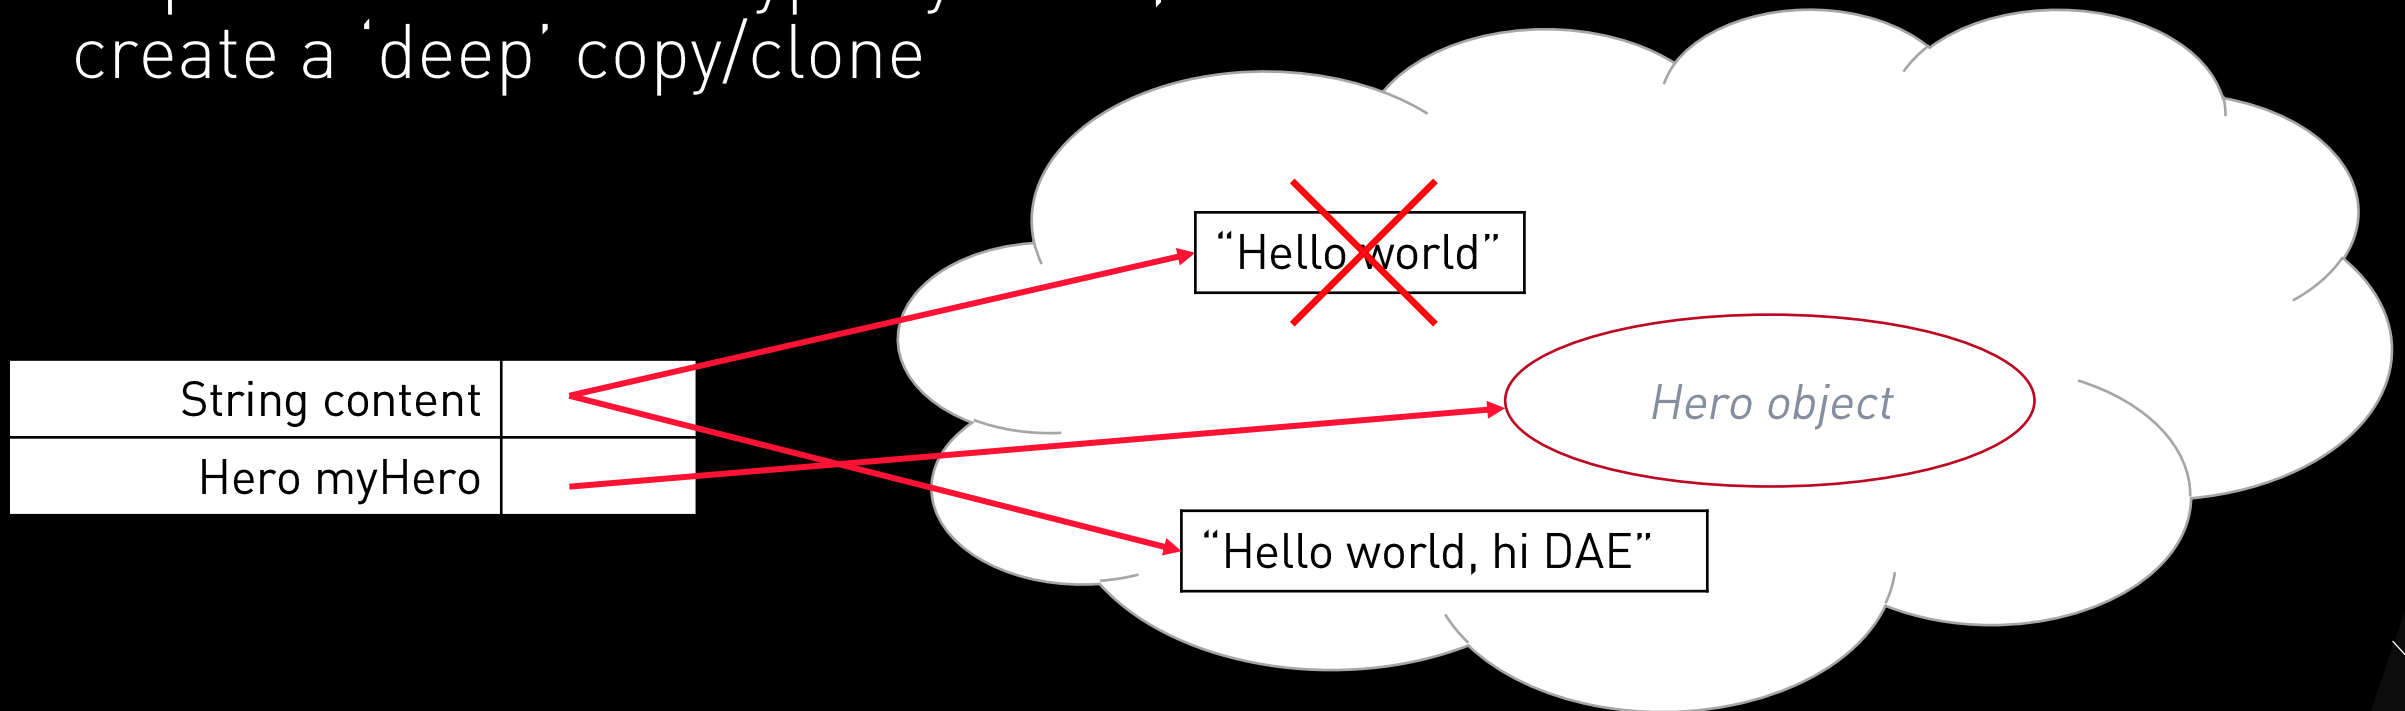 create a ‘deep’ copy/clone
“Hello world”
String content
Hero object
Hero myHero
“Hello world, hi DAE”